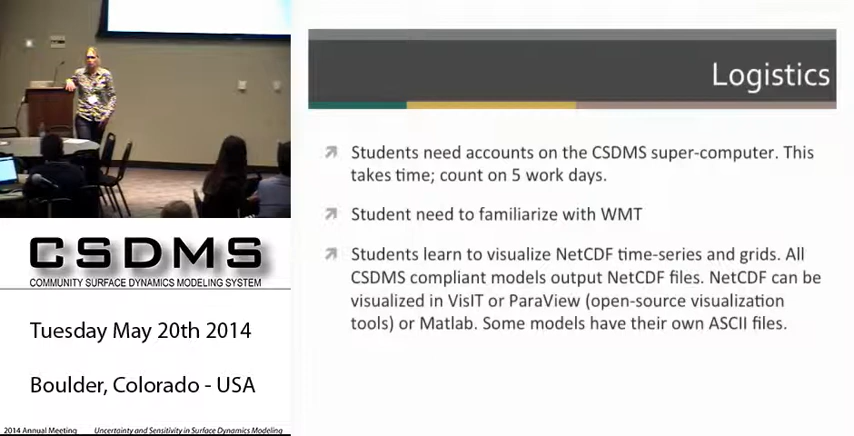 Logistics
Students need accounts on the CSDMS super-computer. This
takes time; count on 5 work days.
Student need to familiarize with WMT
Students learn to visualize NetCDF time-series and grids. All
CSDMS compliant models output NetCDF files. NetCDF can be
visualized in VisIT or ParaView (open-source visualization
tools) or Matlab. Some models have their own ASCII files.
CSDMS
COMMUNITY SURFACE DYNAMICS MODELING SYSTEM
Tuesday May 20th 2014
Boulder, Colorado - USA
2014 Annual Meeting Uncertainty and Sensitivity in Surface Dynamics Modeling